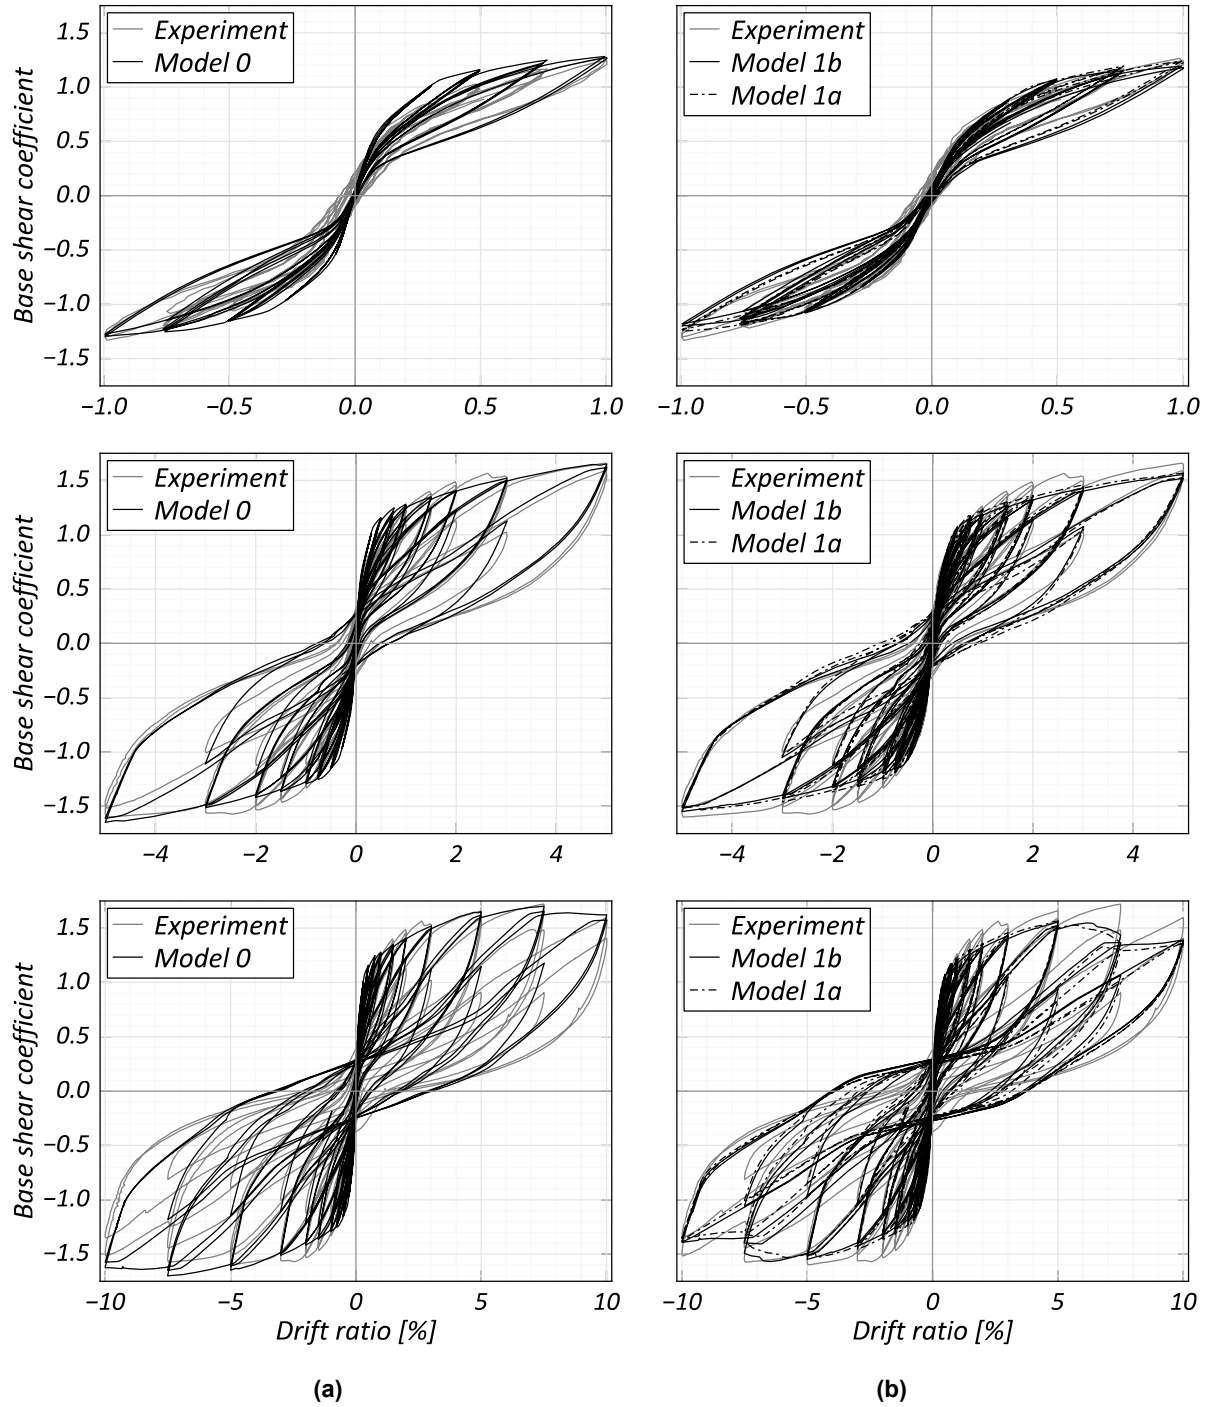 Experiment
Model 0
1.5
1.0
0.5
0.0
−0.5
−1.0
−1.5
Base shear coefficient
−1.0 −0.5 0.0 0.5 1.0
Experiment
Model 1b
Model 1a
−1.0 −0.5 0.0 0.5 1.0
Experiment
Model 0
1.5
1.0
0.5
0.0
−0.5
−1.0
−1.5
Base shear coefficient
−4 −2 0 2 4
Experiment
Model 1b
Model 1a
−4 −2 0 2 4
Experiment
Model 0
1.5
1.0
0.5
0.0
−0.5
−1.0
−1.5
Base shear coefficient
−10 −5 0 5 10
Drift ratio [%]
Experiment
Model 1b
Model 1a
−10 −5 0 5 10
Drift ratio [%]
(a)
(b)